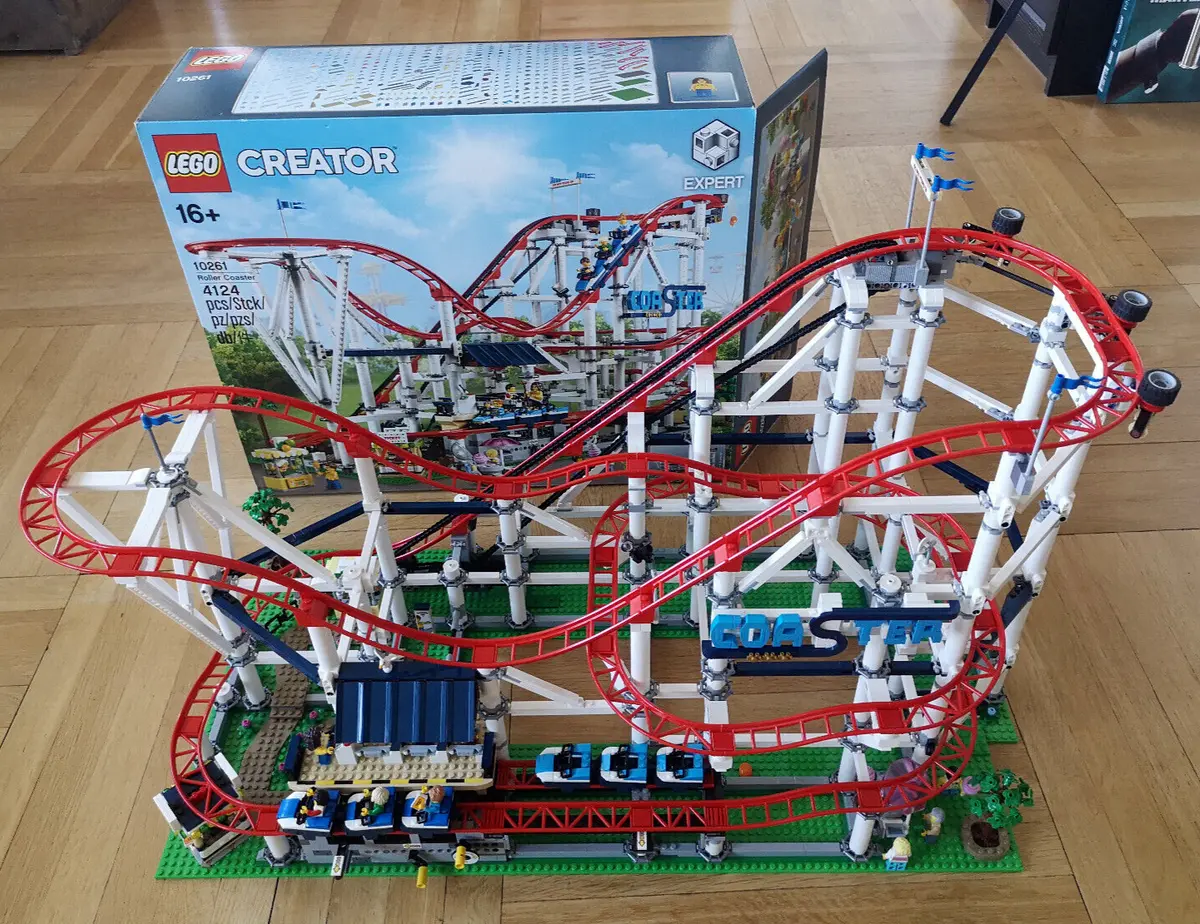 LEGO
10261
LEGO CREATOR
EXPERT
16+
10261
Roller Coaster
4124
pcs/Stck/
pz/pzs/
COASTER
COASTER